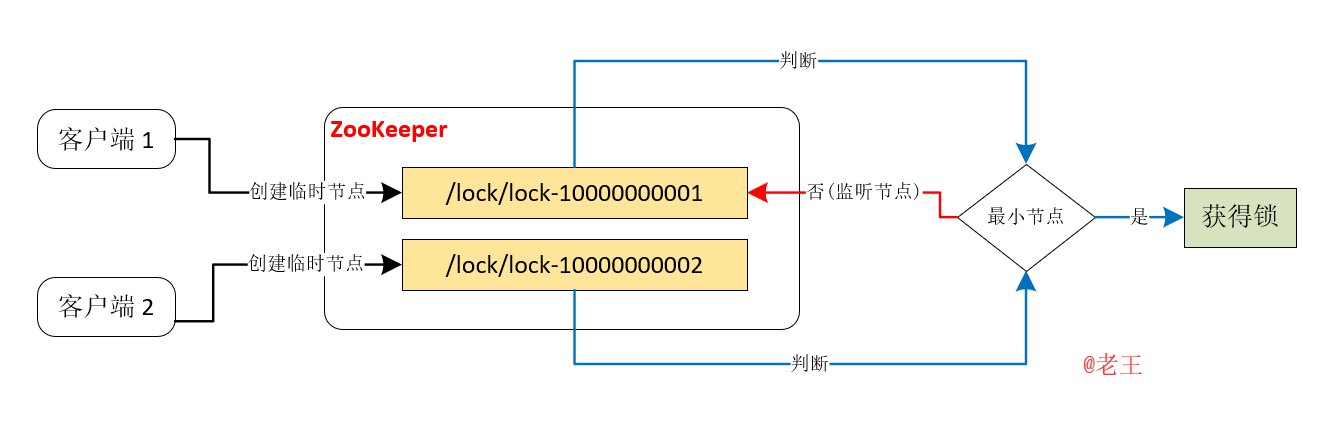 判断
客户端 1
ZooKeeper
创建临时节点
/lock/lock-10000000001
否(监听节点)
最小节点
是
获得锁
创建临时节点
/lock/lock-10000000002
客户端 2
判断
@老王